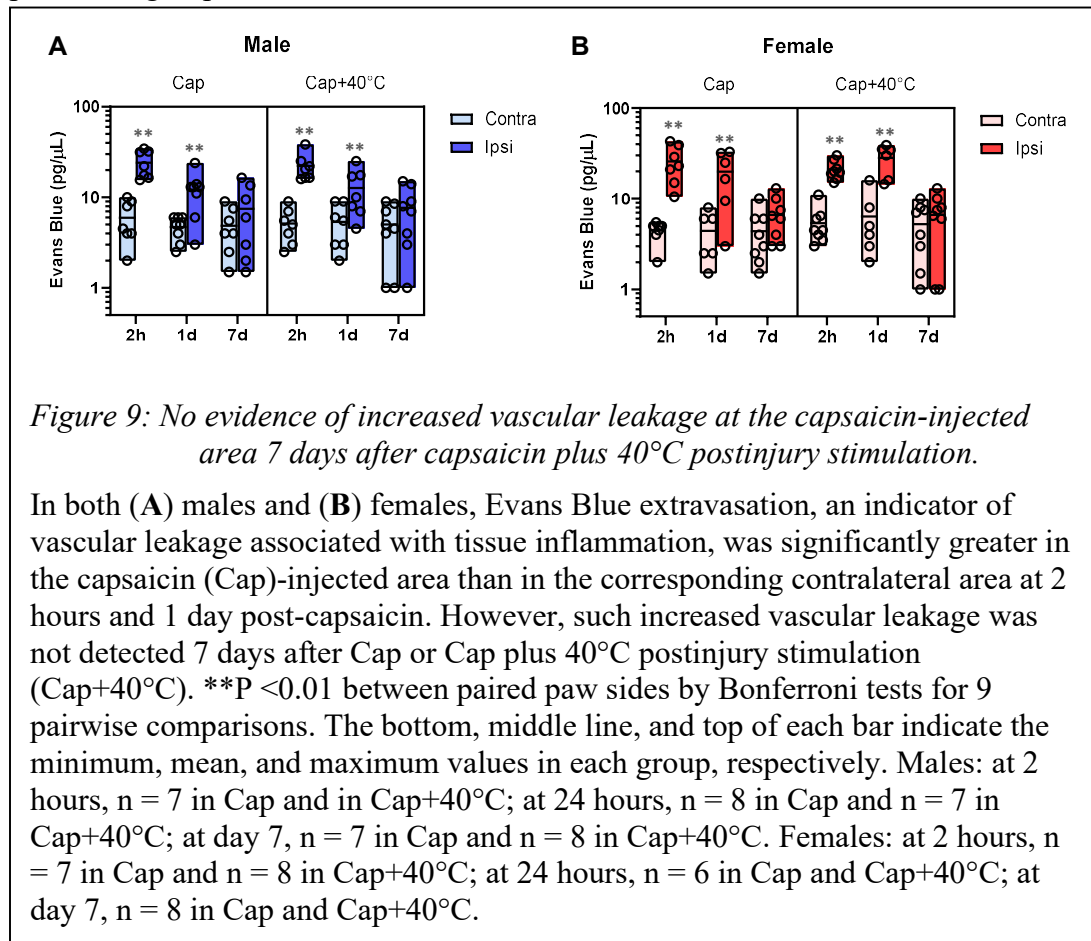 A Male
Cap Cap+40°C
Contra
Ipsi
Evans Blue (pg/µL)
100
10
1
** ** ** **
2h 1d 7d 2h 1d 7d
B Female
Cap Cap+40°C
Contra
Ipsi
Evans Blue (pg/µL)
100
10
1
** ** ** **
2h 1d 7d 2h 1d 7d
Figure 9: No evidence of increased vascular leakage at the capsaicin-injected
area 7 days after capsaicin plus 40°C postinjury stimulation.
In both (A) males and (B) females, Evans Blue extravasation, an indicator of
vascular leakage associated with tissue inflammation, was significantly greater in
the capsaicin (Cap)-injected area than in the corresponding contralateral area at 2
hours and 1 day post-capsaicin. However, such increased vascular leakage was
not detected 7 days after Cap or Cap plus 40°C postinjury stimulation
(Cap+40°C). **P <0.01 between paired paw sides by Bonferroni tests for 9
pairwise comparisons. The bottom, middle line, and top of each bar indicate the
minimum, mean, and maximum values in each group, respectively. Males: at 2
hours, n = 7 in Cap and in Cap+40°C; at 24 hours, n = 8 in Cap and n = 7 in
Cap+40°C; at day 7, n = 7 in Cap and n = 8 in Cap+40°C. Females: at 2 hours, n
= 7 in Cap and n = 8 in Cap+40°C; at 24 hours, n = 6 in Cap and Cap+40°C; at
day 7, n = 8 in Cap and Cap+40°C.